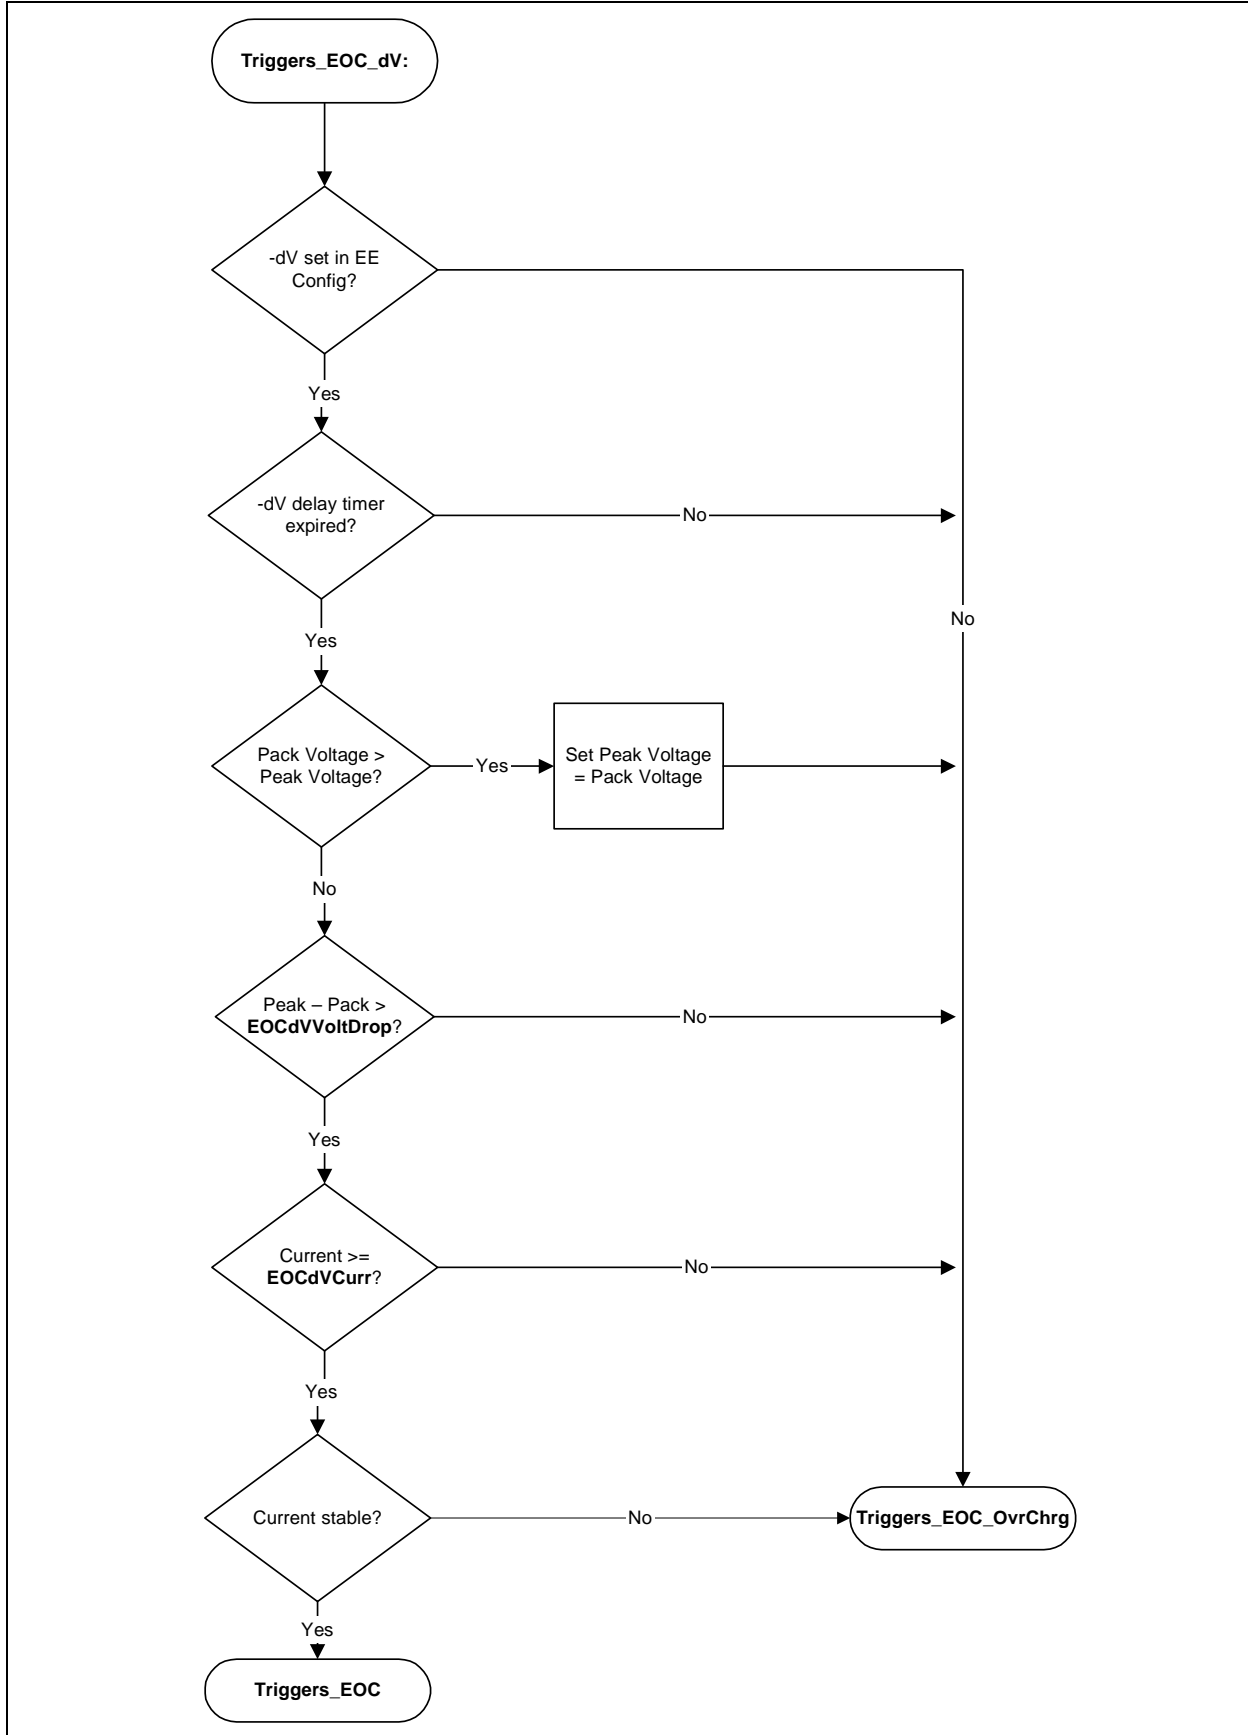 Triggers_EOC_dV:
-dV set in EE
Config?
Yes
-dV delay timer
expired?
No
No
Yes
Pack Voltage >
Peak Voltage?
Yes
Set Peak Voltage
= Pack Voltage
No
Peak – Pack >
EOCdVVoltDrop?
No
Yes
Current >=
EOCdVCurr?
No
Yes
Current stable?
No
Triggers_EOC_OvrChrg
Yes
Triggers_EOC